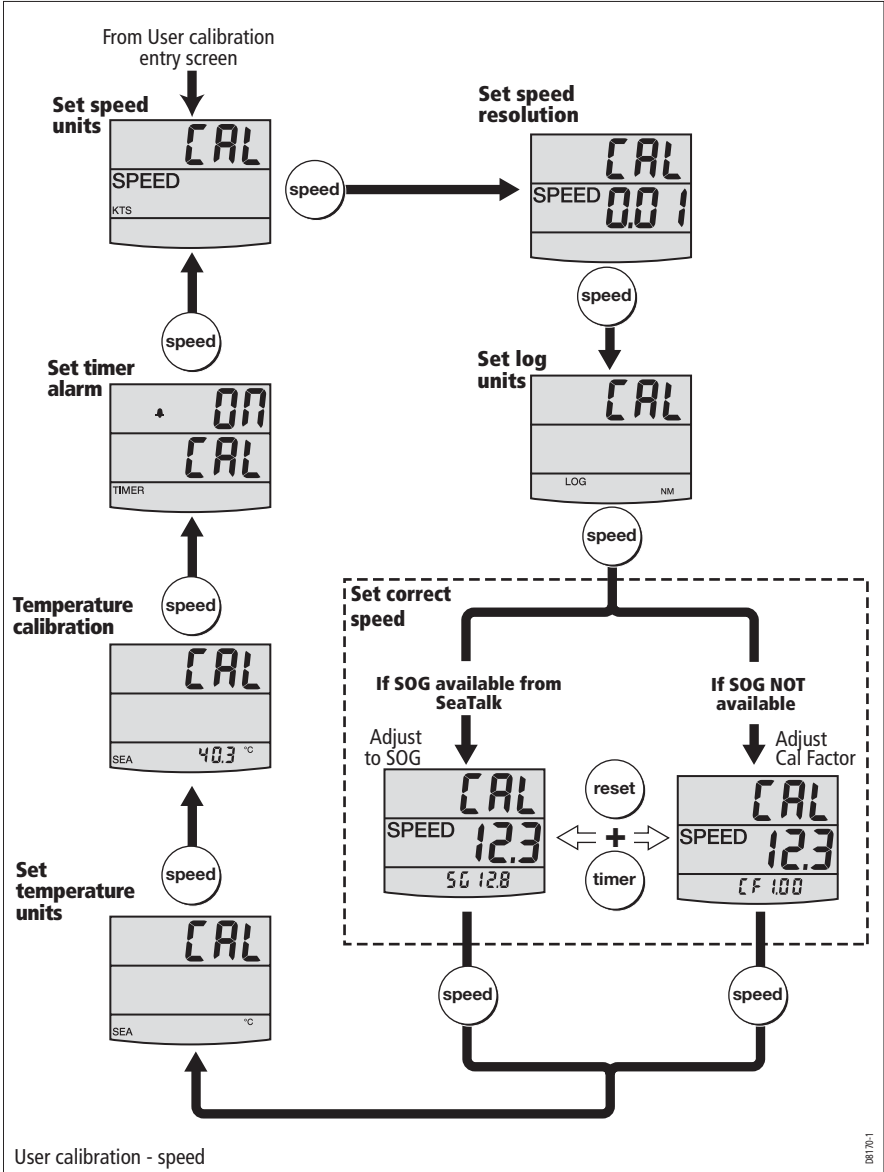 From User calibration
entry screen
Set speed
units
CAL
SPEED
KTS
speed
Set speed
resolution
CAL
SPEED 0.01
speed
Set log
units
CAL
LOG
NM
speed
Set correct
speed
If SOG available from
SeaTalk
Adjust
to SOG
CAL
SPEED 12.3
SG 12.8
reset
+
timer
If SOG NOT
available
Adjust
Cal Factor
CAL
SPEED 12.3
CF 1.00
speed
speed
Set
temperature
units
CAL
SEA °C
speed
Temperature
calibration
CAL
SEA 40.3 °C
speed
Set timer
alarm
ON
CAL
TIMER
speed
User calibration - speed
D8170-1